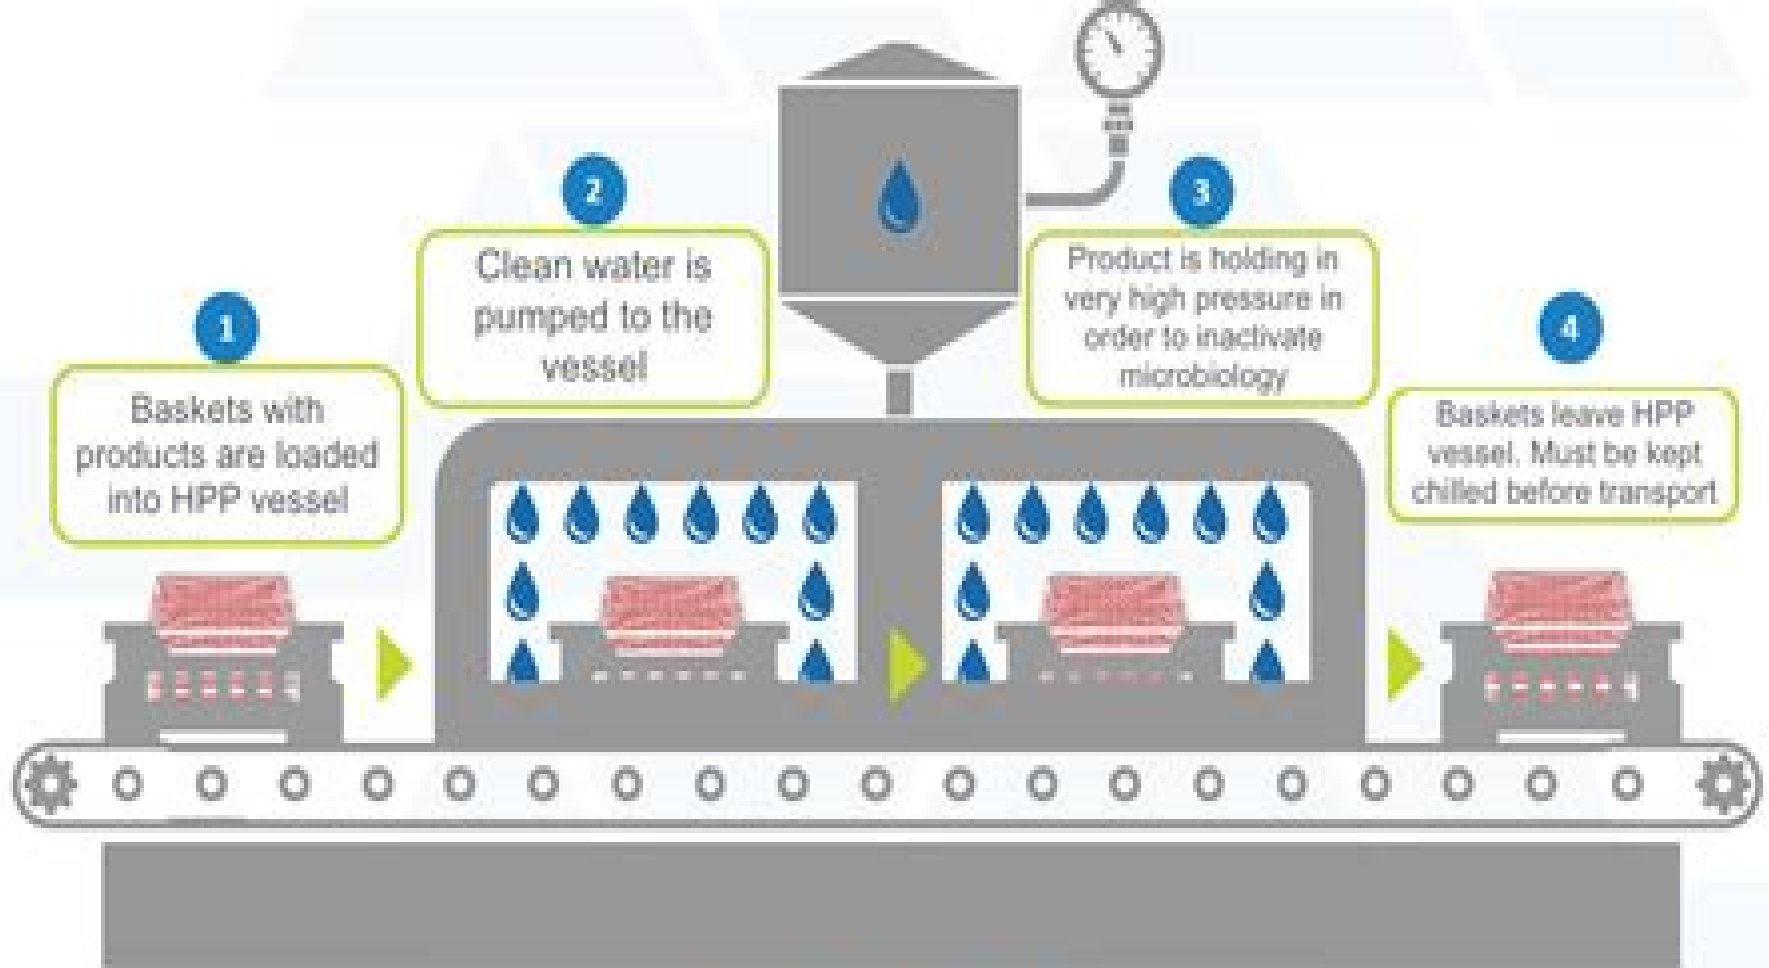 1
Baskets with
products are loaded
into HPP vessel
2
Clean water is
pumped to the
vessel
3
Product is holding in
very high pressure in
order to inactivate
microbiology
4
Baskets leave HPP
vessel. Must be kept
chilled before transport